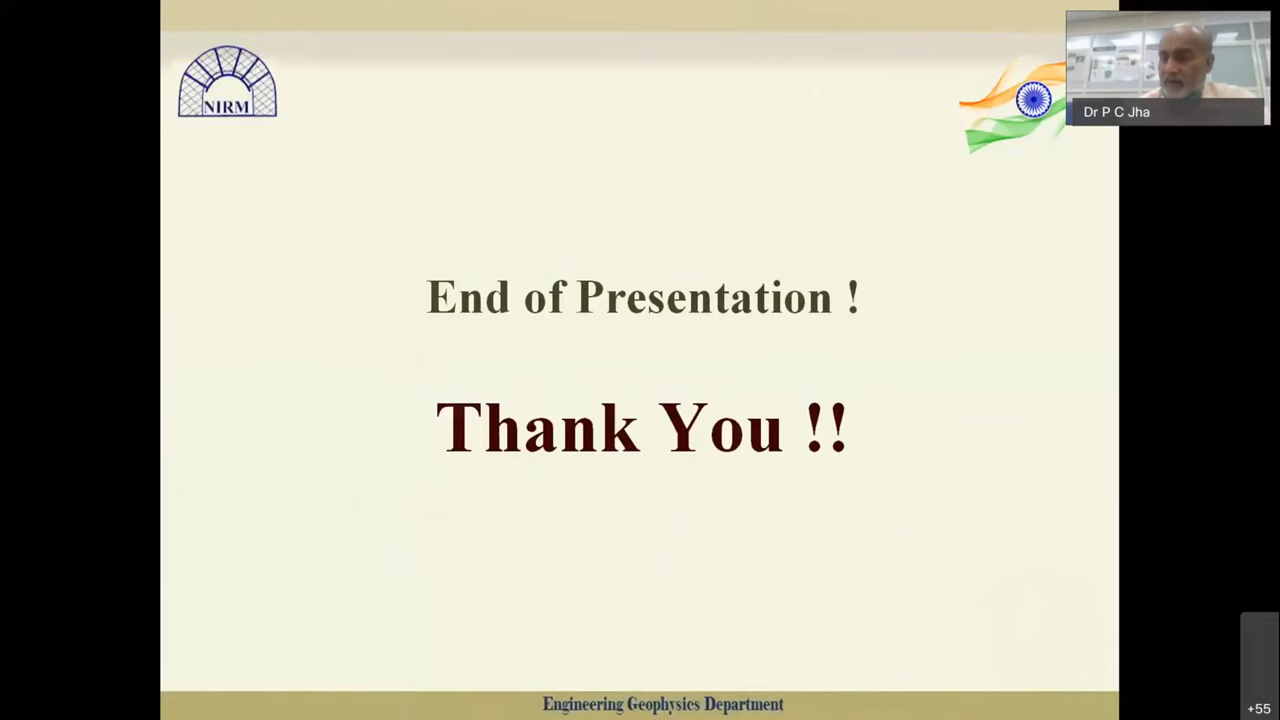 NIRM
Dr P C Jha
End of Presentation !
Thank You !!
Engineering Geophysics Department
+55